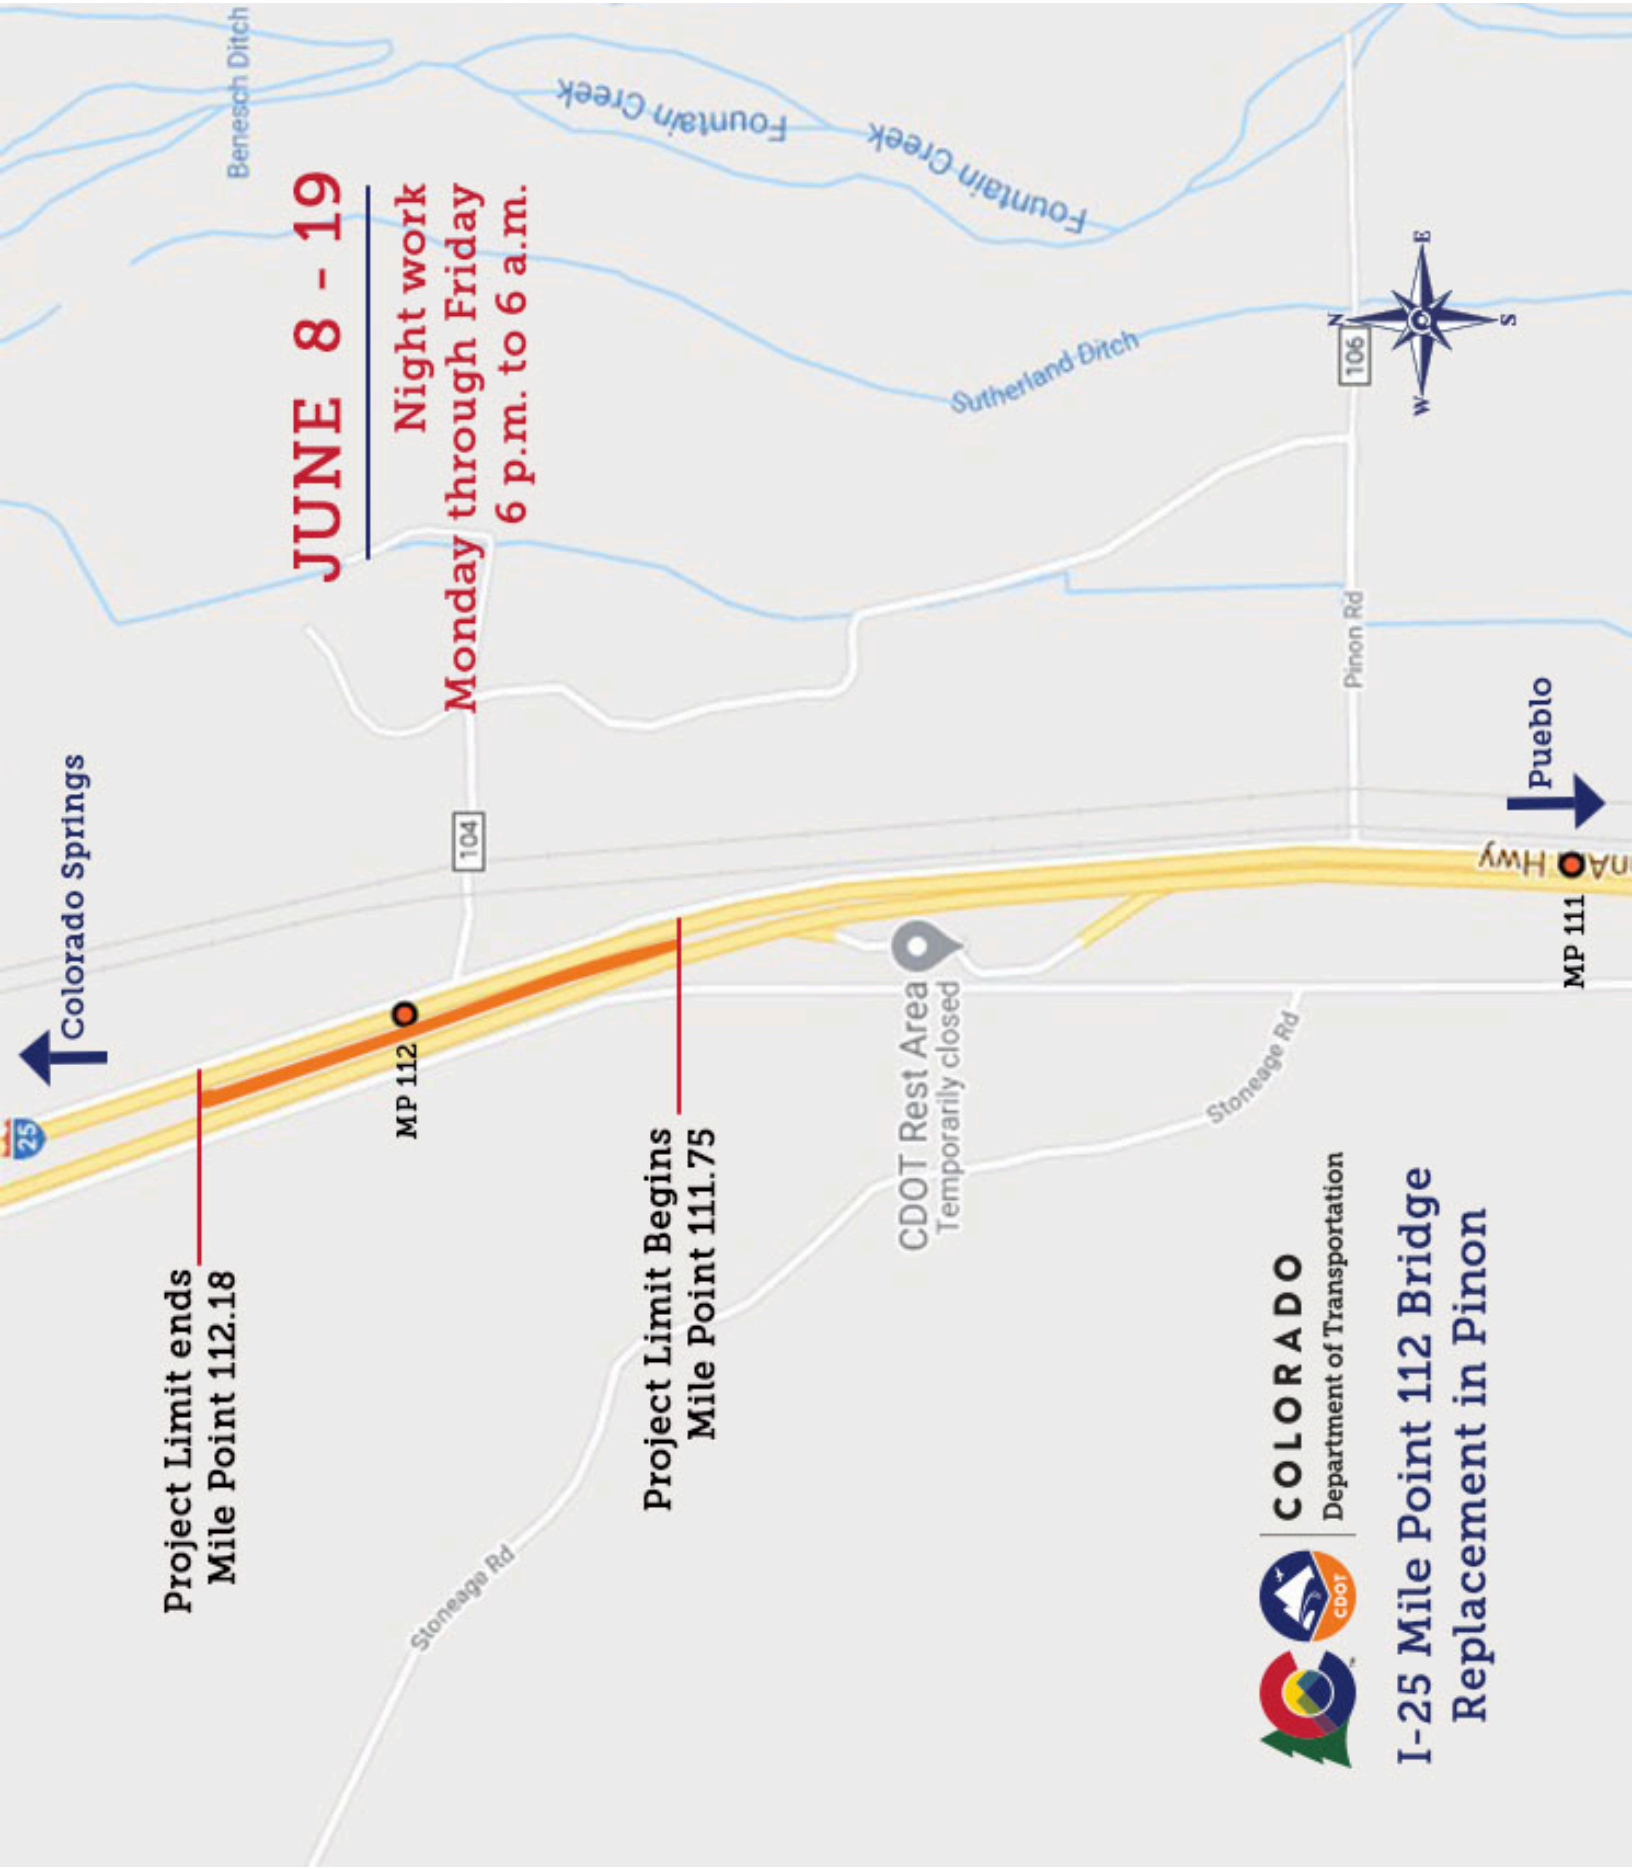 JUNE 8 - 19
Night work
Monday through Friday
6 p.m. to 6 a.m.
Benesch Ditch
Fountain Creek
Fountain Creek
Sutherland Ditch
Colorado Springs
25
104
MP 112
Project Limit ends
Mile Point 112.18
Project Limit Begins
Mile Point 111.75
CDOT Rest Area
Temporarily closed
Stoneage Rd
Stoneage Rd
106
Pinon Rd
N
E
S
W
Pueblo
Hwy
MP 111
CDOT
COLORADO
Department of Transportation
I-25 Mile Point 112 Bridge
Replacement in Pinon